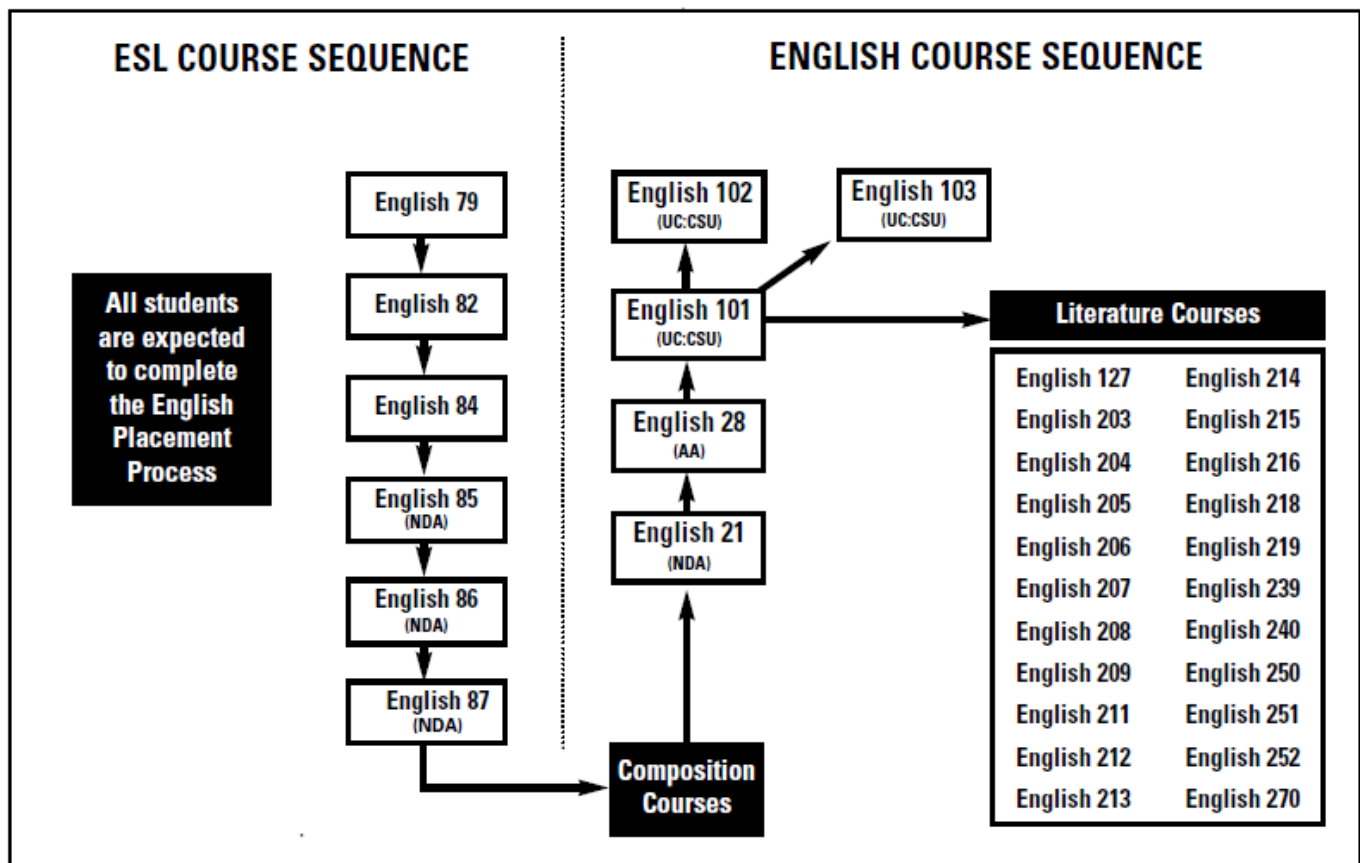 ESL COURSE SEQUENCE
All students
are expected
to complete
the English
Placement
Process
English 79
English 82
English 84
English 85
(NDA)
English 86
(NDA)
English 87
(NDA)
ENGLISH COURSE SEQUENCE
English 102
(UC:CSU)
English 103
(UC:CSU)
English 101
(UC:CSU)
English 28
(AA)
English 21
(NDA)
Composition
Courses
Literature Courses
English 127 English 214
English 203 English 215
English 204 English 216
English 205 English 218
English 206 English 219
English 207 English 239
English 208 English 240
English 209 English 250
English 211 English 251
English 212 English 252
English 213 English 270